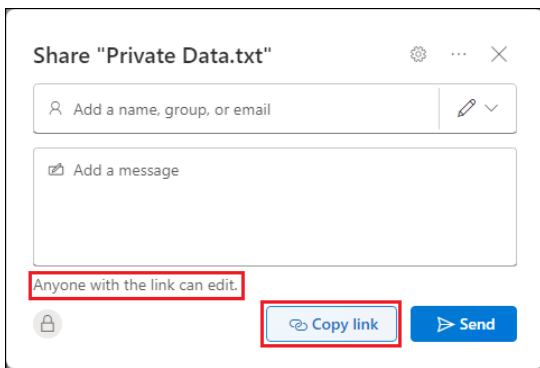 Share "Private Data.txt"
Add a name, group, or email
Add a message
Anyone with the link can edit.
Copy link
Send